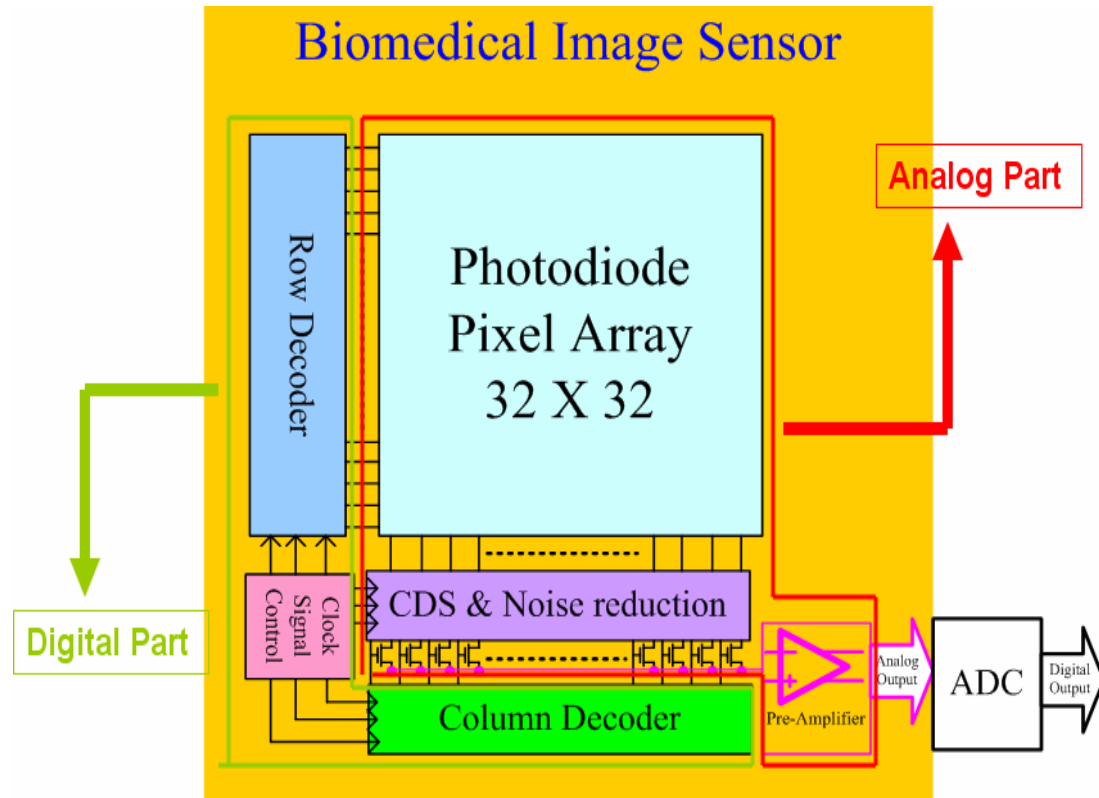 Biomedical Image Sensor
Analog Part
Row Decoder
Photodiode
Pixel Array
32 X 32
Digital Part
Clock
Signal
Control
CDS & Noise reduction
Column Decoder
Pre-Amplifier
Analog
Output
ADC
Digital
Output